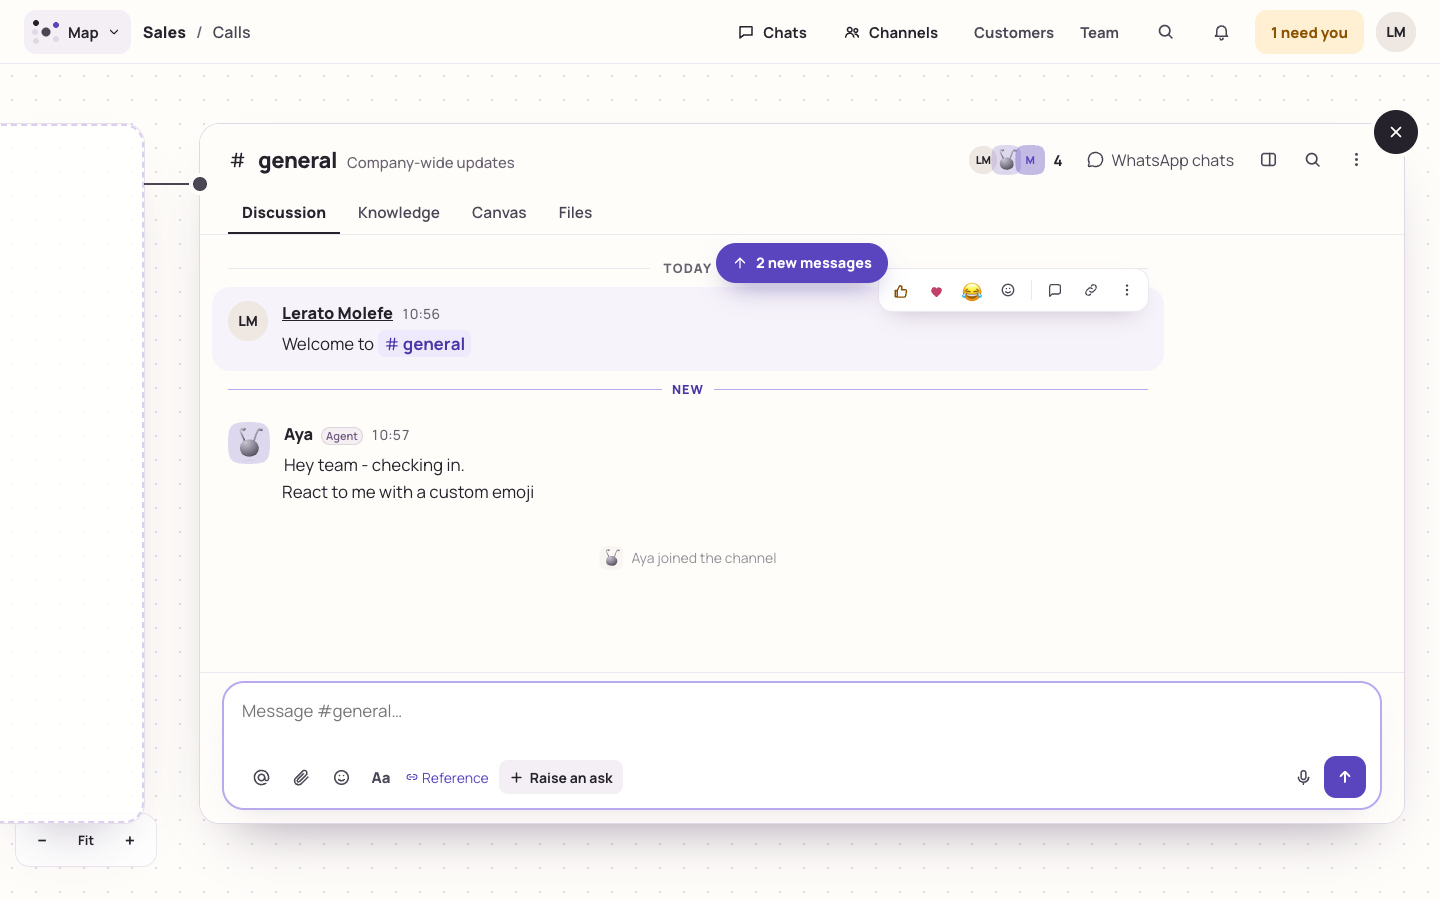 Map Sales / Calls Chats Channels Customers Team 1 need you LM
# general Company-wide updates LM M 4 WhatsApp chats
Discussion Knowledge Canvas Files
TODAY
2 new messages
LM Lerato Molefe 10:56
Welcome to # general
NEW
Aya Agent 10:57
Hey team - checking in.
React to me with a custom emoji
Aya joined the channel
Message #general...
Aa Reference + Raise an ask
− Fit +